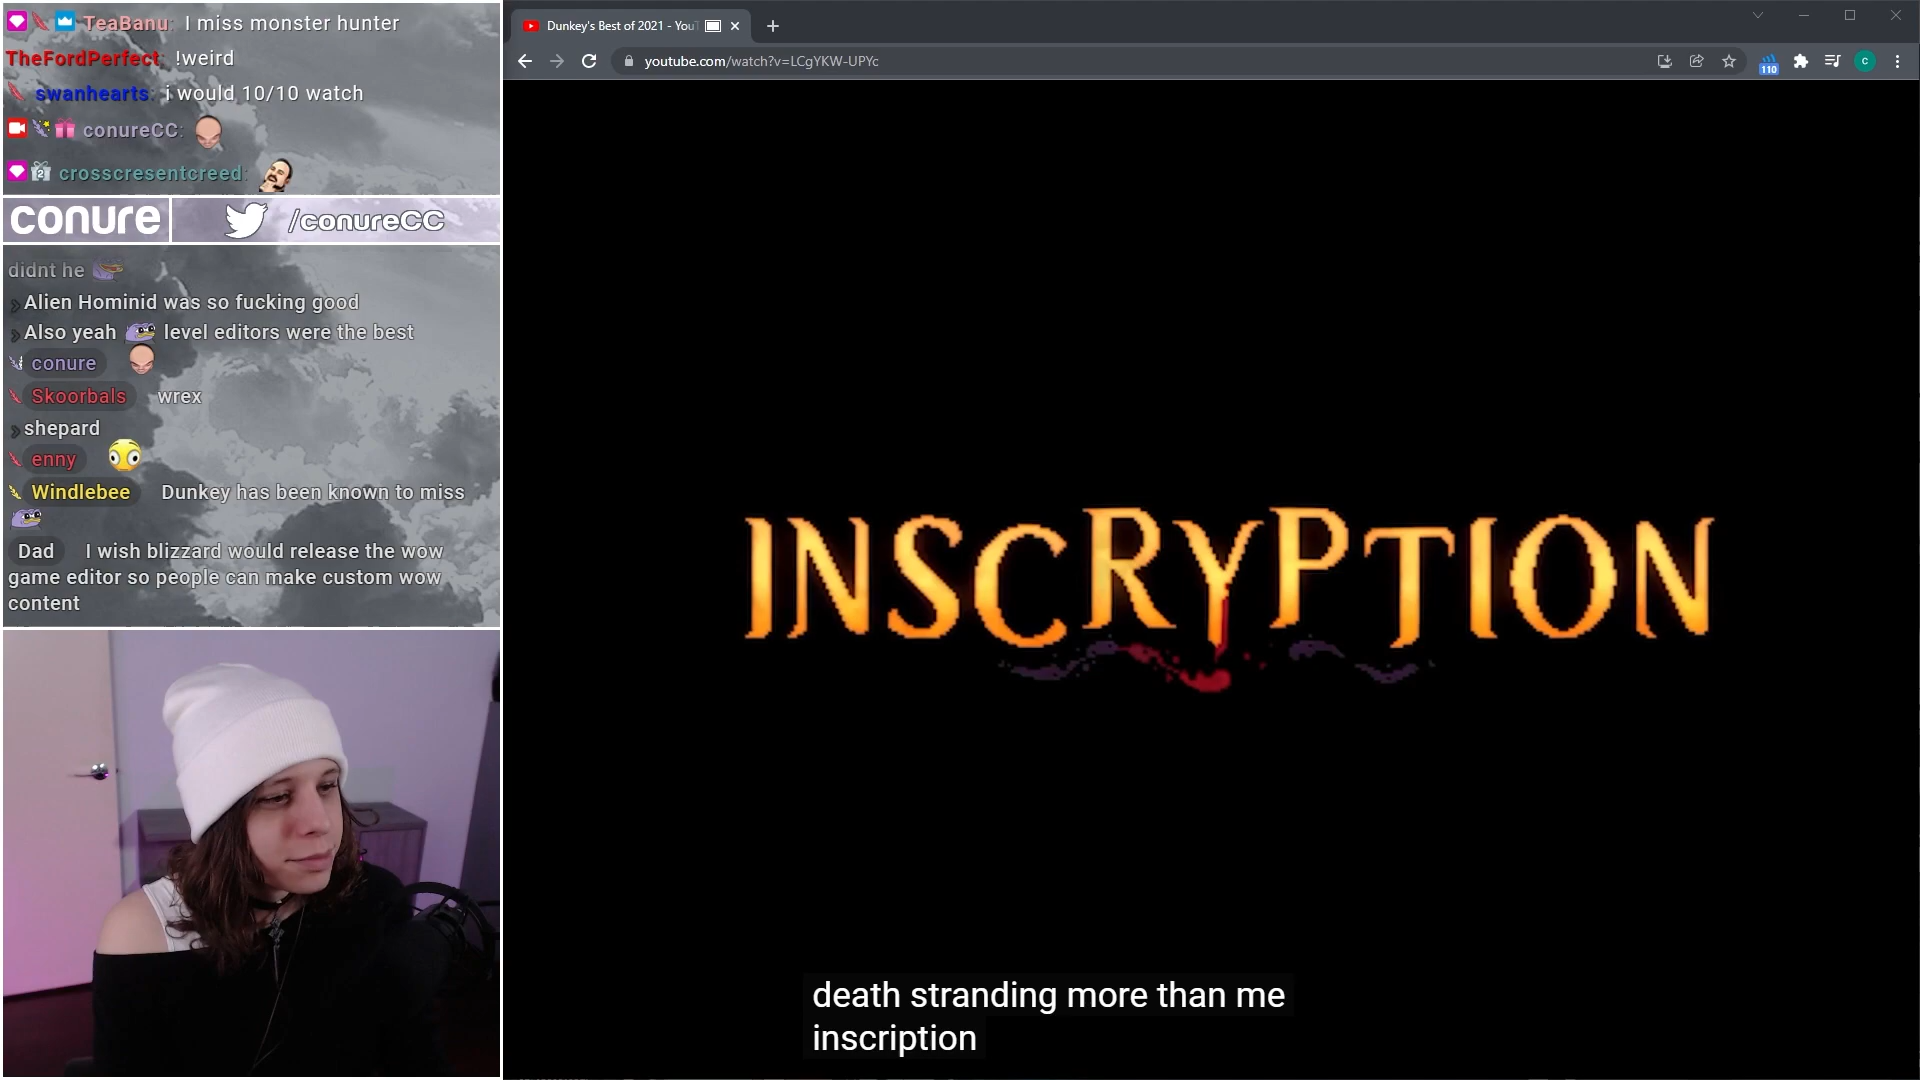 TeaBanu: I miss monster hunter
TheFordPerfect: !weird
swanhearts: i would 10/10 watch
conureCC:
crosscresentcreed:
conure
/conureCC
didnt he
Alien Hominid was so fucking good
Also yeah level editors were the best
conure
Skoorbals wrex
shepard
enny
Windlebee Dunkey has been known to miss
Dad I wish blizzard would release the wow
game editor so people can make custom wow
content
Dunkey's Best of 2021 - You
youtube.com/watch?v=LCgYKW-UPYc
110
C
INSCRYPTION
death stranding more than me
inscription